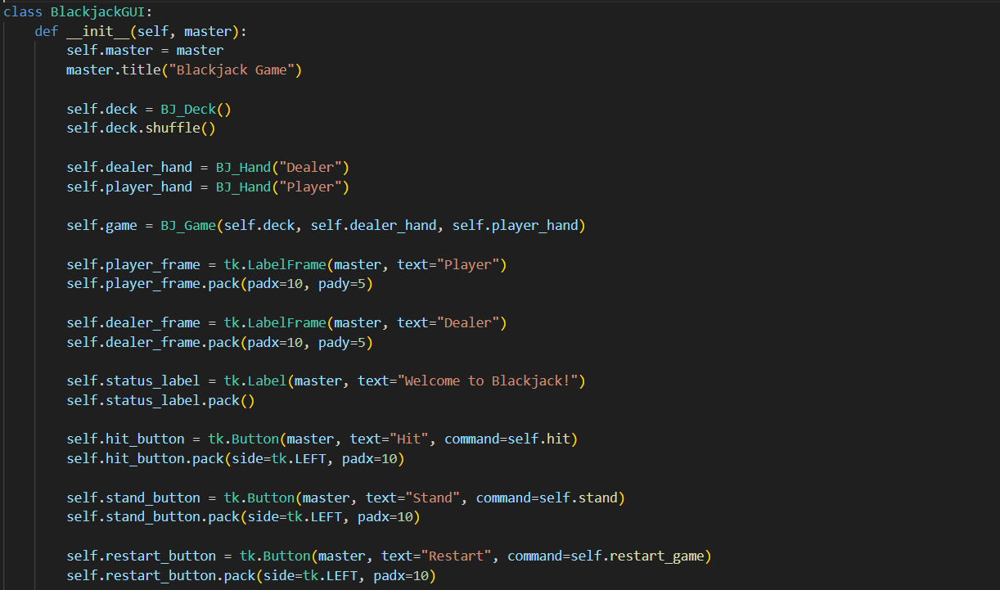 class BlackjackGUI:
    def __init__(self, master):
        self.master = master
        master.title("Blackjack Game")

        self.deck = BJ_Deck()
        self.deck.shuffle()

        self.dealer_hand = BJ_Hand("Dealer")
        self.player_hand = BJ_Hand("Player")

        self.game = BJ_Game(self.deck, self.dealer_hand, self.player_hand)

        self.player_frame = tk.LabelFrame(master, text="Player")
        self.player_frame.pack(padx=10, pady=5)

        self.dealer_frame = tk.LabelFrame(master, text="Dealer")
        self.dealer_frame.pack(padx=10, pady=5)

        self.status_label = tk.Label(master, text="Welcome to Blackjack!")
        self.status_label.pack()

        self.hit_button = tk.Button(master, text="Hit", command=self.hit)
        self.hit_button.pack(side=tk.LEFT, padx=10)

        self.stand_button = tk.Button(master, text="Stand", command=self.stand)
        self.stand_button.pack(side=tk.LEFT, padx=10)

        self.restart_button = tk.Button(master, text="Restart", command=self.restart_game)
        self.restart_button.pack(side=tk.LEFT, padx=10)